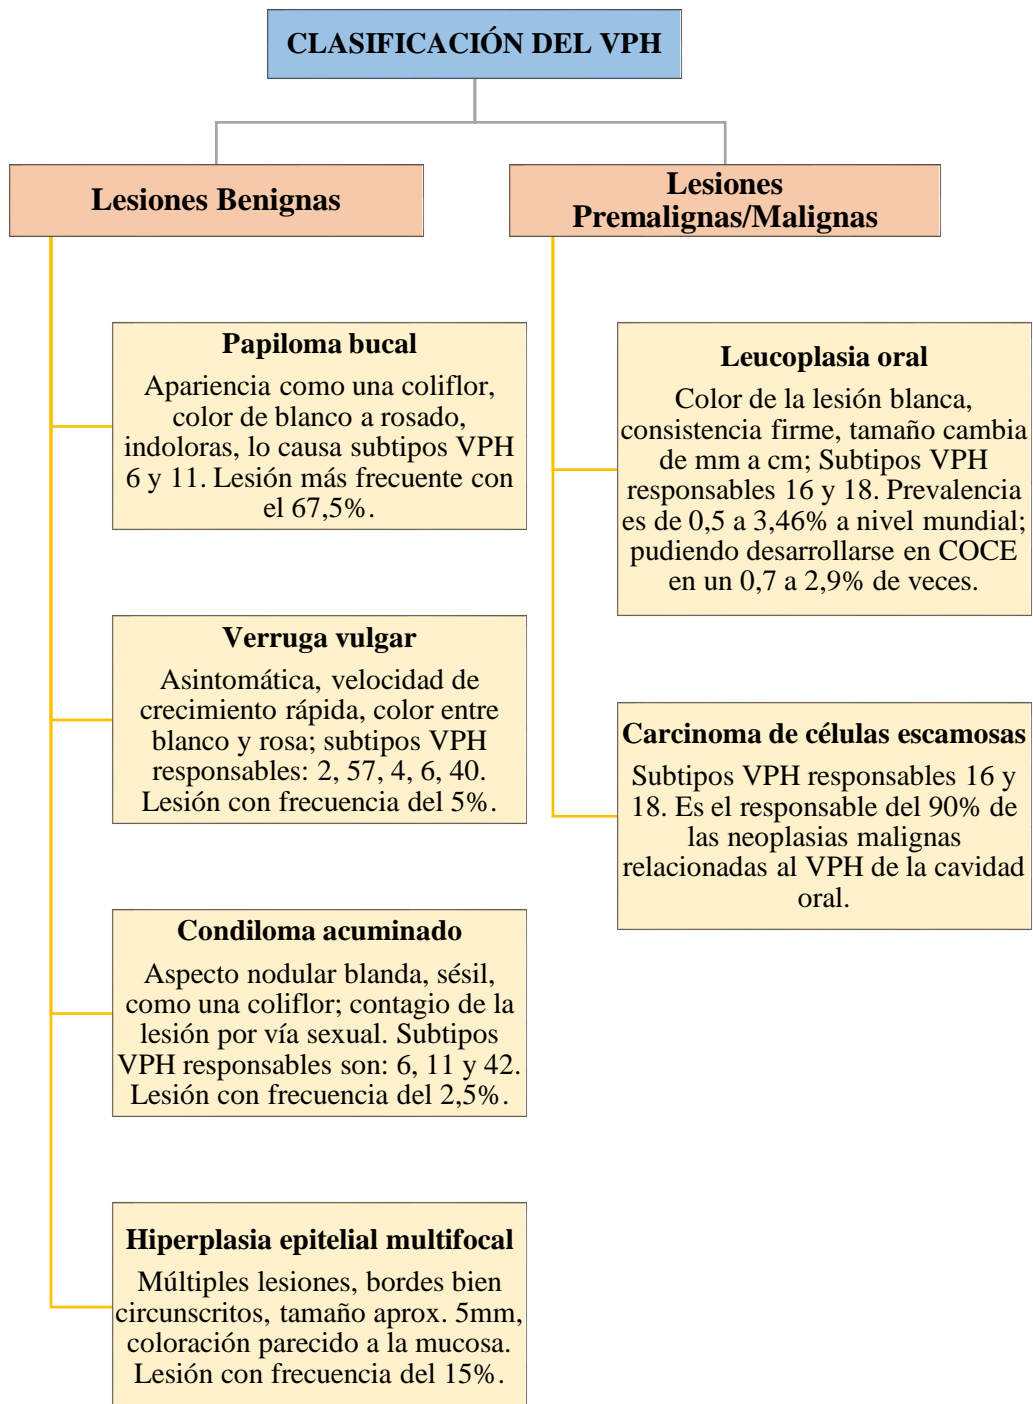 CLASIFICACIÓN DEL VPH
Lesiones Benignas
Papiloma bucal
Apariencia como una coliflor,
color de blanco a rosado,
indoloras, lo causa subtipos VPH
6 y 11. Lesión más frecuente con
el 67,5%.
Verruga vulgar
Asintomática, velocidad de
crecimiento rápida, color entre
blanco y rosa; subtipos VPH
responsables: 2, 57, 4, 6, 40.
Lesión con frecuencia del 5%.
Condiloma acuminado
Aspecto nodular blanda, sésil,
como una coliflor; contagio de la
lesión por vía sexual. Subtipos
VPH responsables son: 6, 11 y 42.
Lesión con frecuencia del 2,5%.
Hiperplasia epitelial multifocal
Múltiples lesiones, bordes bien
circunscritos, tamaño aprox. 5mm,
coloración parecido a la mucosa.
Lesión con frecuencia del 15%.
Lesiones
Premalignas/Malignas
Leucoplasia oral
Color de la lesión blanca,
consistencia firme, tamaño cambia
de mm a cm; Subtipos VPH
responsables 16 y 18. Prevalencia
es de 0,5 a 3,46% a nivel mundial;
pudiendo desarrollarse en COCE
en un 0,7 a 2,9% de veces.
Carcinoma de células escamosas
Subtipos VPH responsables 16 y
18. Es el responsable del 90% de
las neoplasias malignas
relacionadas al VPH de la cavidad
oral.